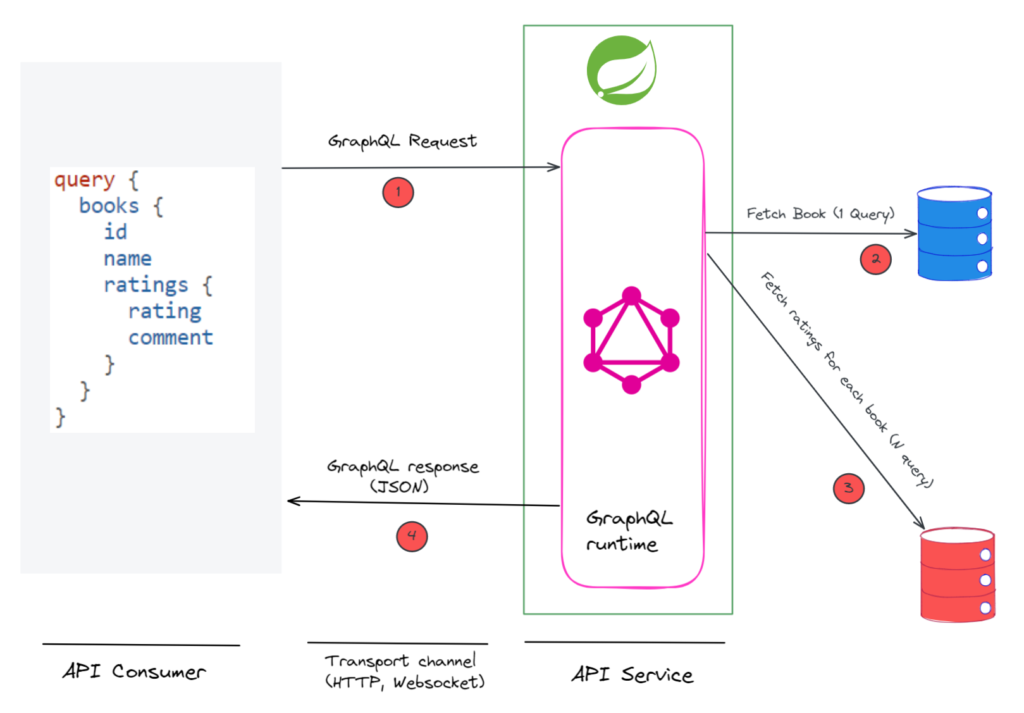 query {
books {
id
name
ratings {
rating
comment
}
}
}
GraphQL Request
1
GraphQL response
(JSON)
4
GraphQL
runtime
Fetch Book (1 Query)
2
Fetch ratings for each book (N query)
3
API Consumer
Transport channel
(HTTP, Websocket)
API Service